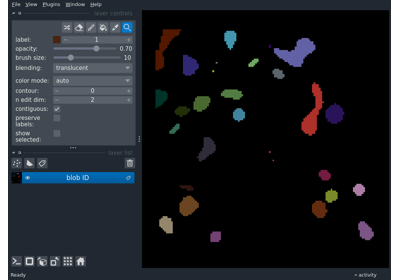 File View Plugins Window Help
layer controls
label: 1
opacity: 0.70
brush size: 10
blending: translucent
color mode: auto
contour: 0
n edit dim: 2
contiguous:
preserve
labels:
show
selected:
layer list
blob ID
Ready
activity